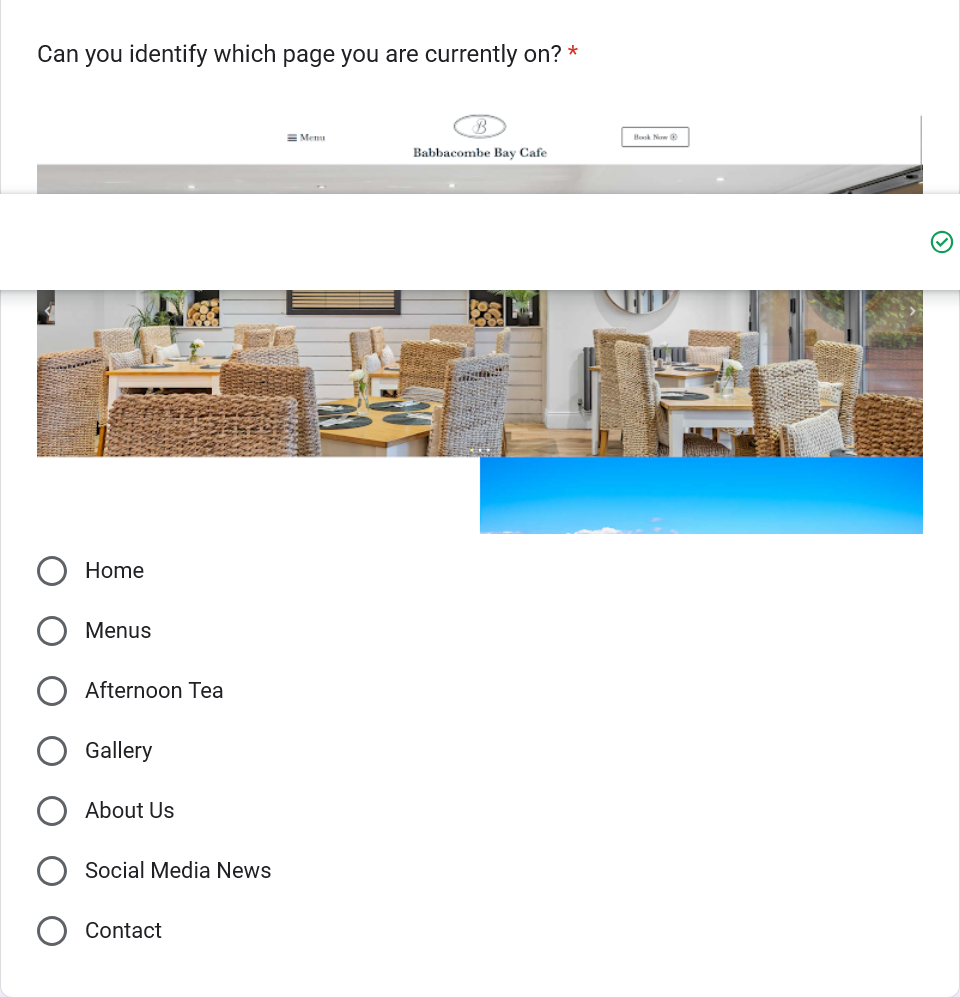 Can you identify which page you are currently on? *
Menu
B
Babbacombe Bay Cafe
Book Now
Home
Menus
Afternoon Tea
Gallery
About Us
Social Media News
Contact